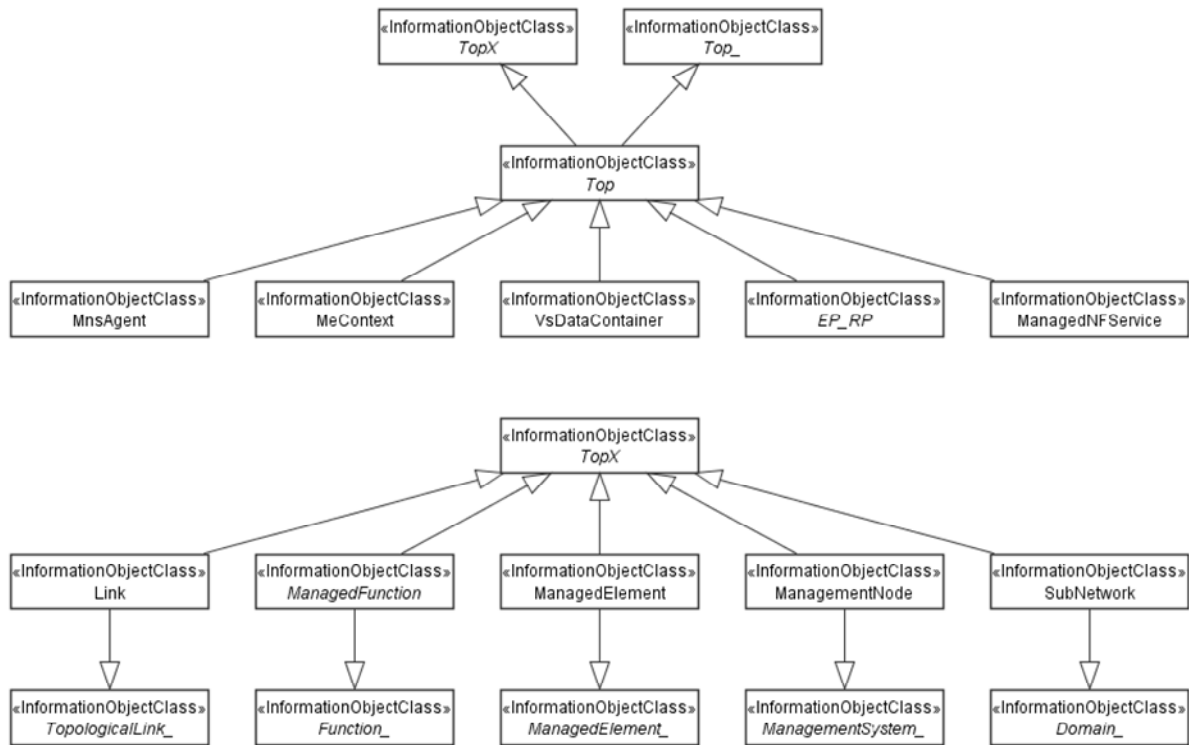 «InformationObjectClass»
TopX
«InformationObjectClass»
Top_
«InformationObjectClass»
Top
«InformationObjectClass»
MnsAgent
«InformationObjectClass»
MeContext
«InformationObjectClass»
VsDataContainer
«InformationObjectClass»
EP_RP
«InformationObjectClass»
ManagedNFService
«InformationObjectClass»
TopX
«InformationObjectClass»
Link
«InformationObjectClass»
ManagedFunction
«InformationObjectClass»
ManagedElement
«InformationObjectClass»
ManagementNode
«InformationObjectClass»
SubNetwork
«InformationObjectClass»
TopologicalLink_
«InformationObjectClass»
Function_
«InformationObjectClass»
ManagedElement_
«InformationObjectClass»
ManagementSystem_
«InformationObjectClass»
Domain_